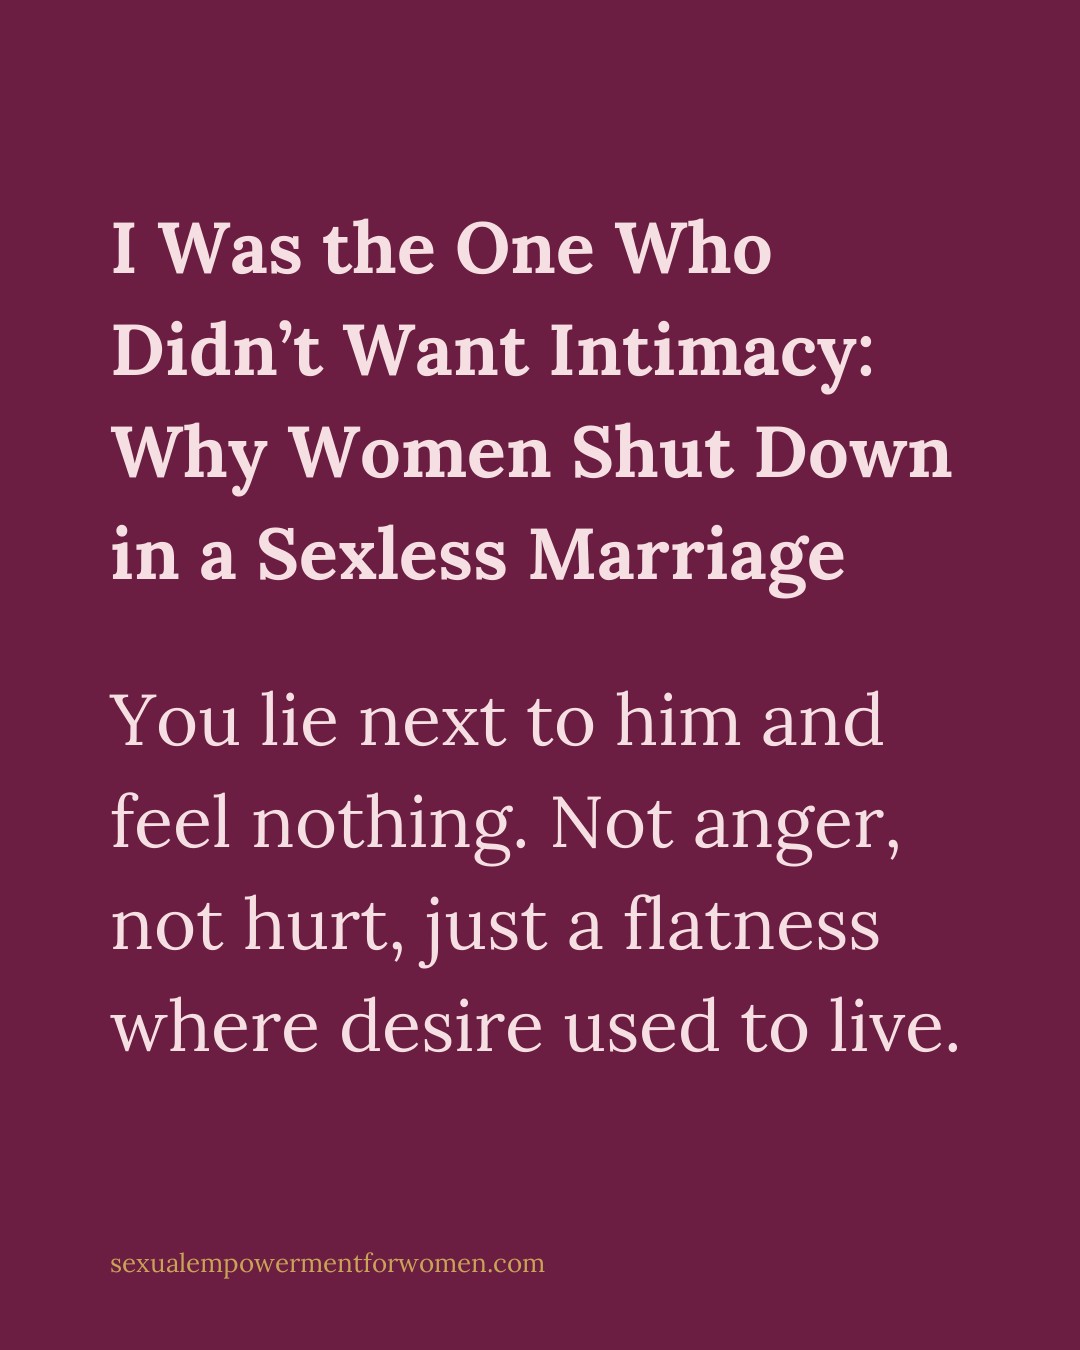 I Was the One Who
Didn’t Want Intimacy:
Why Women Shut Down
in a Sexless Marriage
You lie next to him and
feel nothing. Not anger,
not hurt, just a flatness
where desire used to live.
sexualempowermentforwomen.com